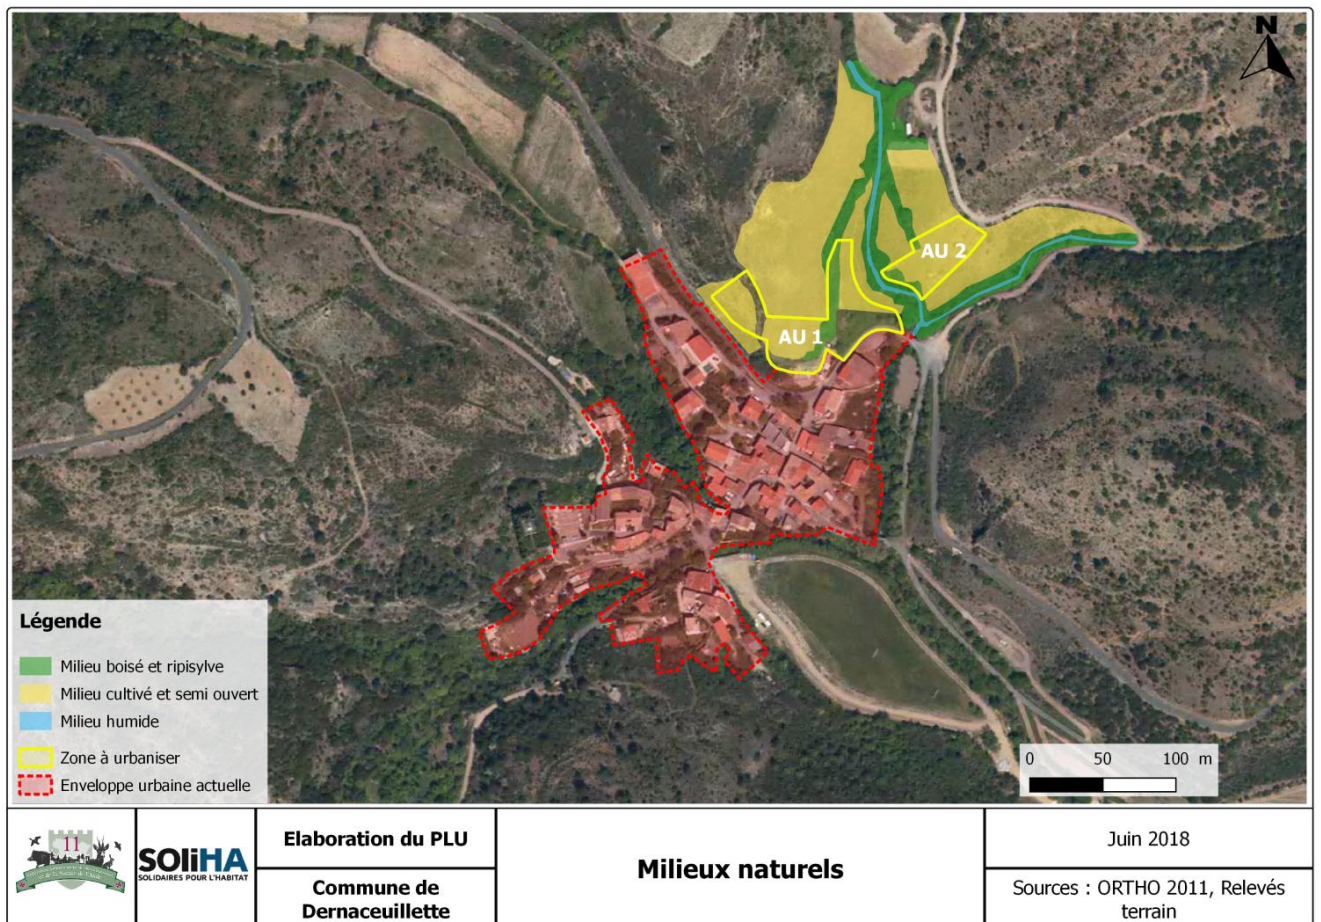 N
AU 2
AU 1
Légende
Milieu boisé et ripisylve
Milieu cultivé et semi ouvert
Milieu humide
Zone à urbaniser
Enveloppe urbaine actuelle
0 50 100 m
11
SOLiHA
SOLIDAIRES POUR L'HABITAT
Elaboration du PLU
Commune de
Dernaceuillette
Milieux naturels
Juin 2018
Sources : ORTHO 2011, Relevés
terrain